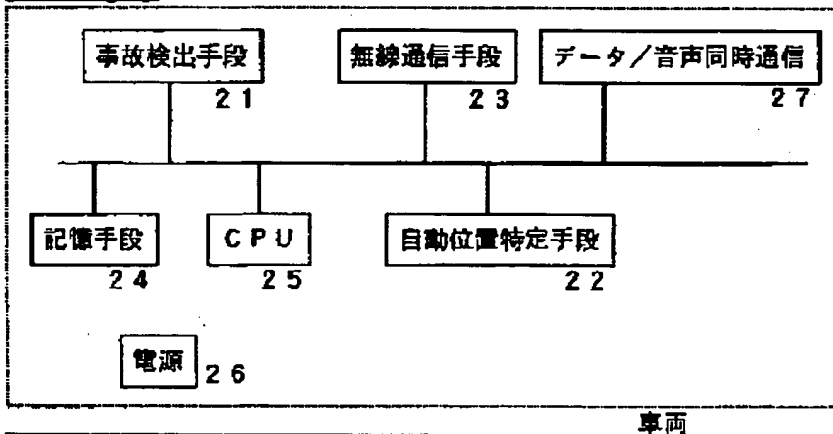 事故検出手段
無線通信手段
データ/音声同時通信
21
23
27
記憶手段
CPU
自動位置特定手段
24
25
22
電源
26
車両